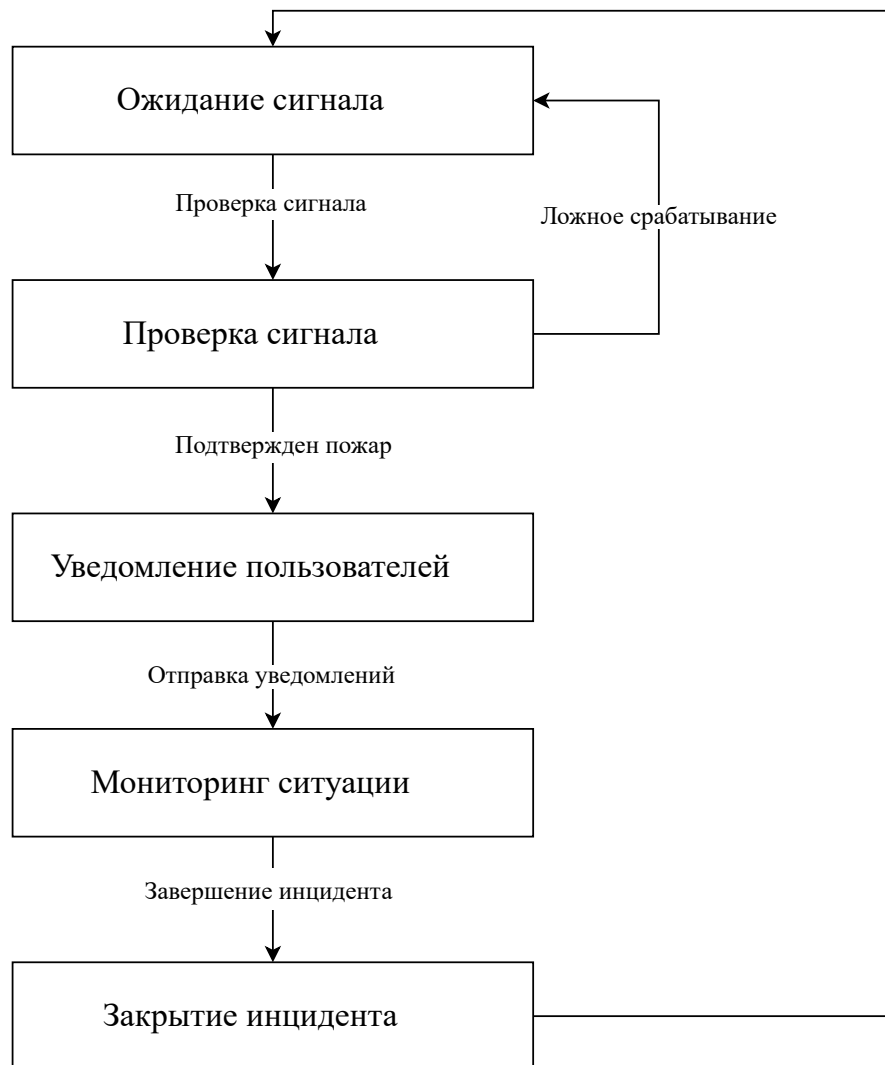 Ожидание сигнала
Проверка сигнала
Ложное срабатывание
Проверка сигнала
Подтвержден пожар
Уведомление пользователей
Отправка уведомлений
Мониторинг ситуации
Завершение инцидента
Закрытие инцидента